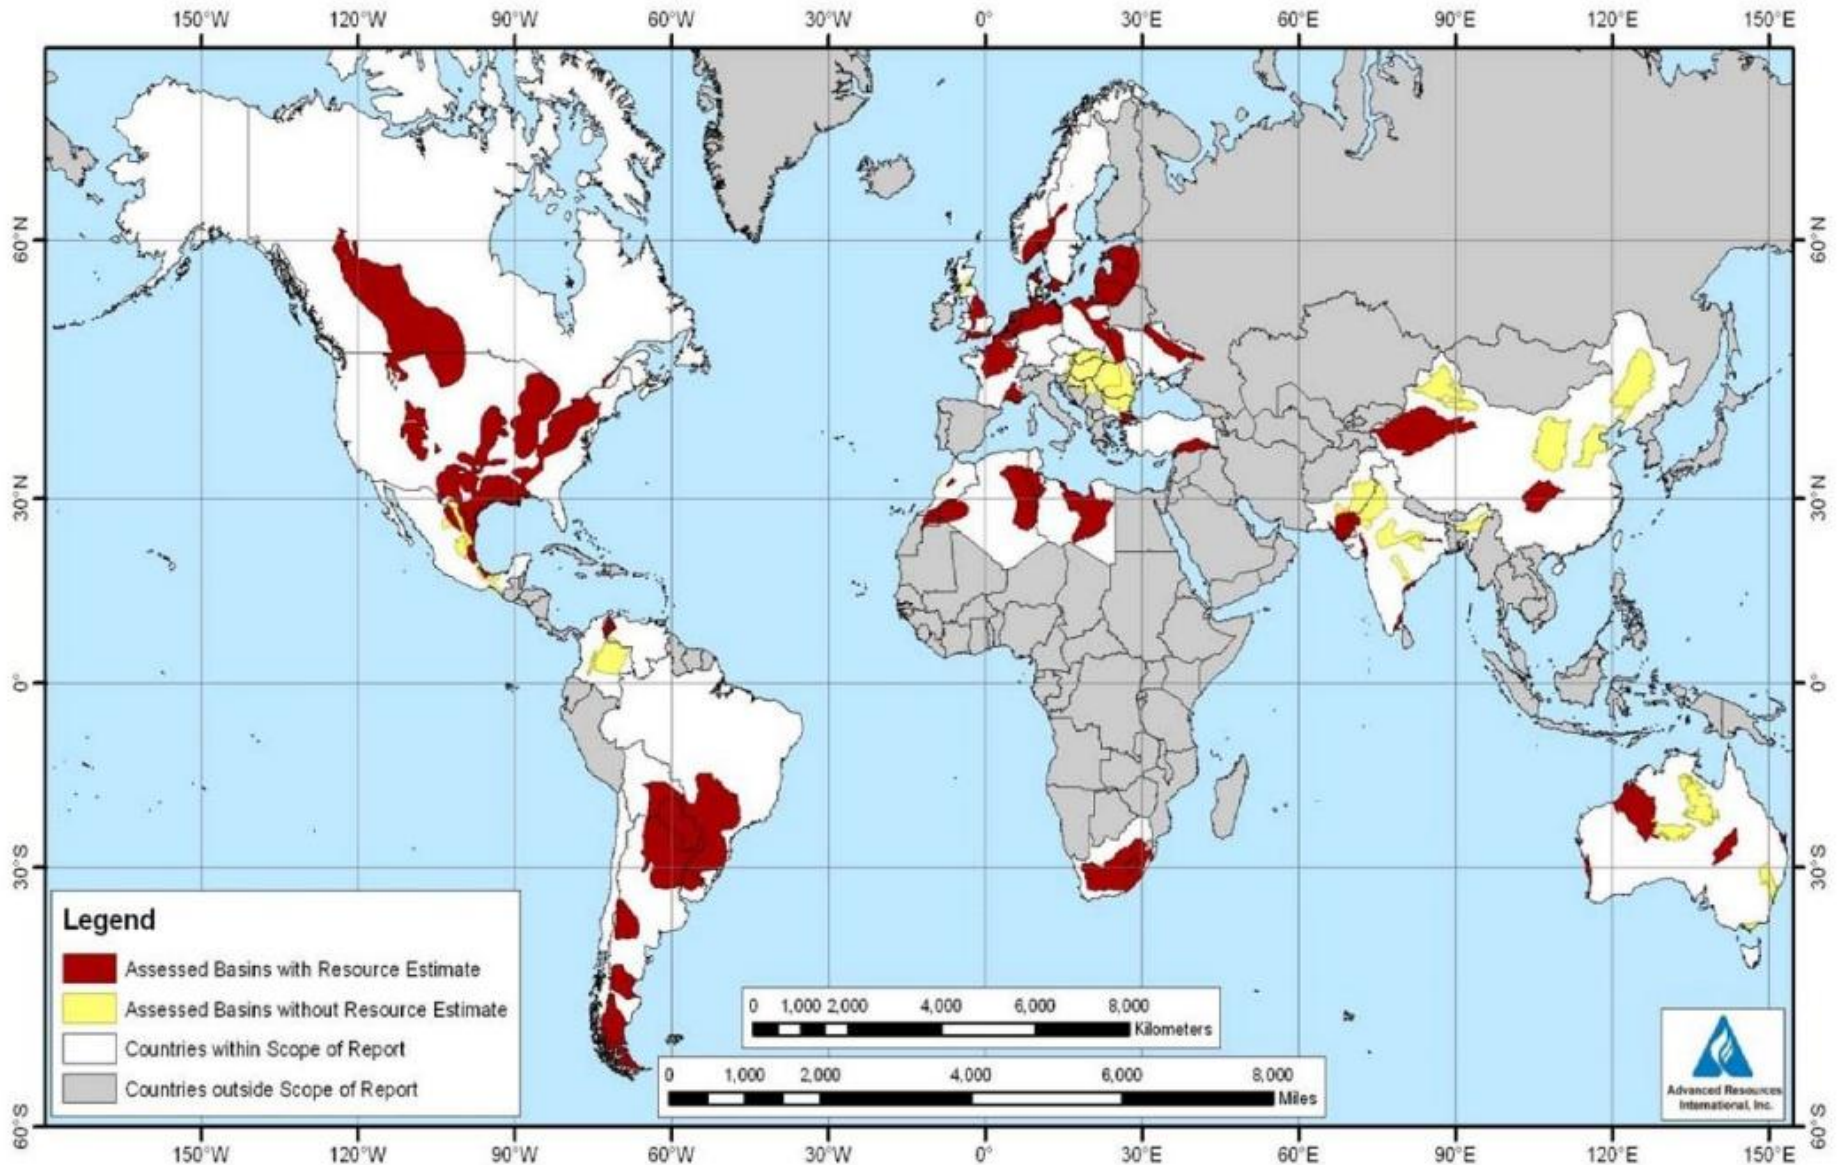 150°W 120°W 90°W 60°W 30°W 0° 30°E 60°E 90°E 120°E 150°E
60°N 60°N
30°N 30°N
0° 0°
30°S 30°S
60°S 60°S
Legend
Assessed Basins with Resource Estimate
Assessed Basins without Resource Estimate
Countries within Scope of Report
Countries outside Scope of Report
0 1,000 2,000 4,000 6,000 8,000
Kilometers
0 1,000 2,000 4,000 6,000 8,000
Miles
Advanced Resources
International, Inc.
150°W 120°W 90°W 60°W 30°W 0° 30°E 60°E 90°E 120°E 150°E